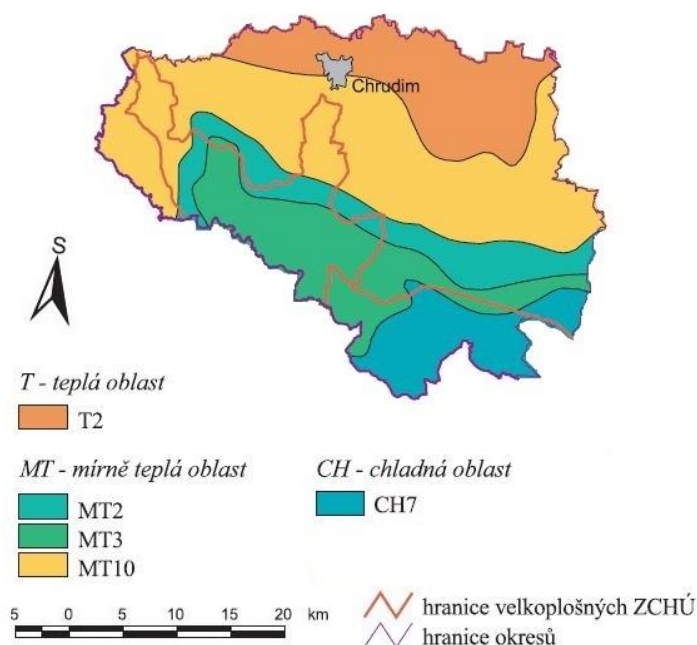 Chrudim
S
T - teplá oblast
T2
MT - mírně teplá oblast
MT2
MT3
MT10
CH - chladná oblast
CH7
5 0 5 10 15 20 km
hranice velkoplošných ZCHÚ
hranice okresů